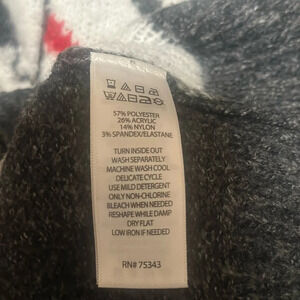 57% POLYESTER
26% ACRYLIC
14% NYLON
3% SPANDEX/ELASTANE
TURN INSIDE OUT
WASH SEPARATELY
MACHINE WASH COOL
DELICATE CYCLE
USE MILD DETERGENT
ONLY NON-CHLORINE
BLEACH WHEN NEEDED
RESHAPE WHILE DAMP
DRY FLAT
LOW IRON IF NEEDED
RN# 75343